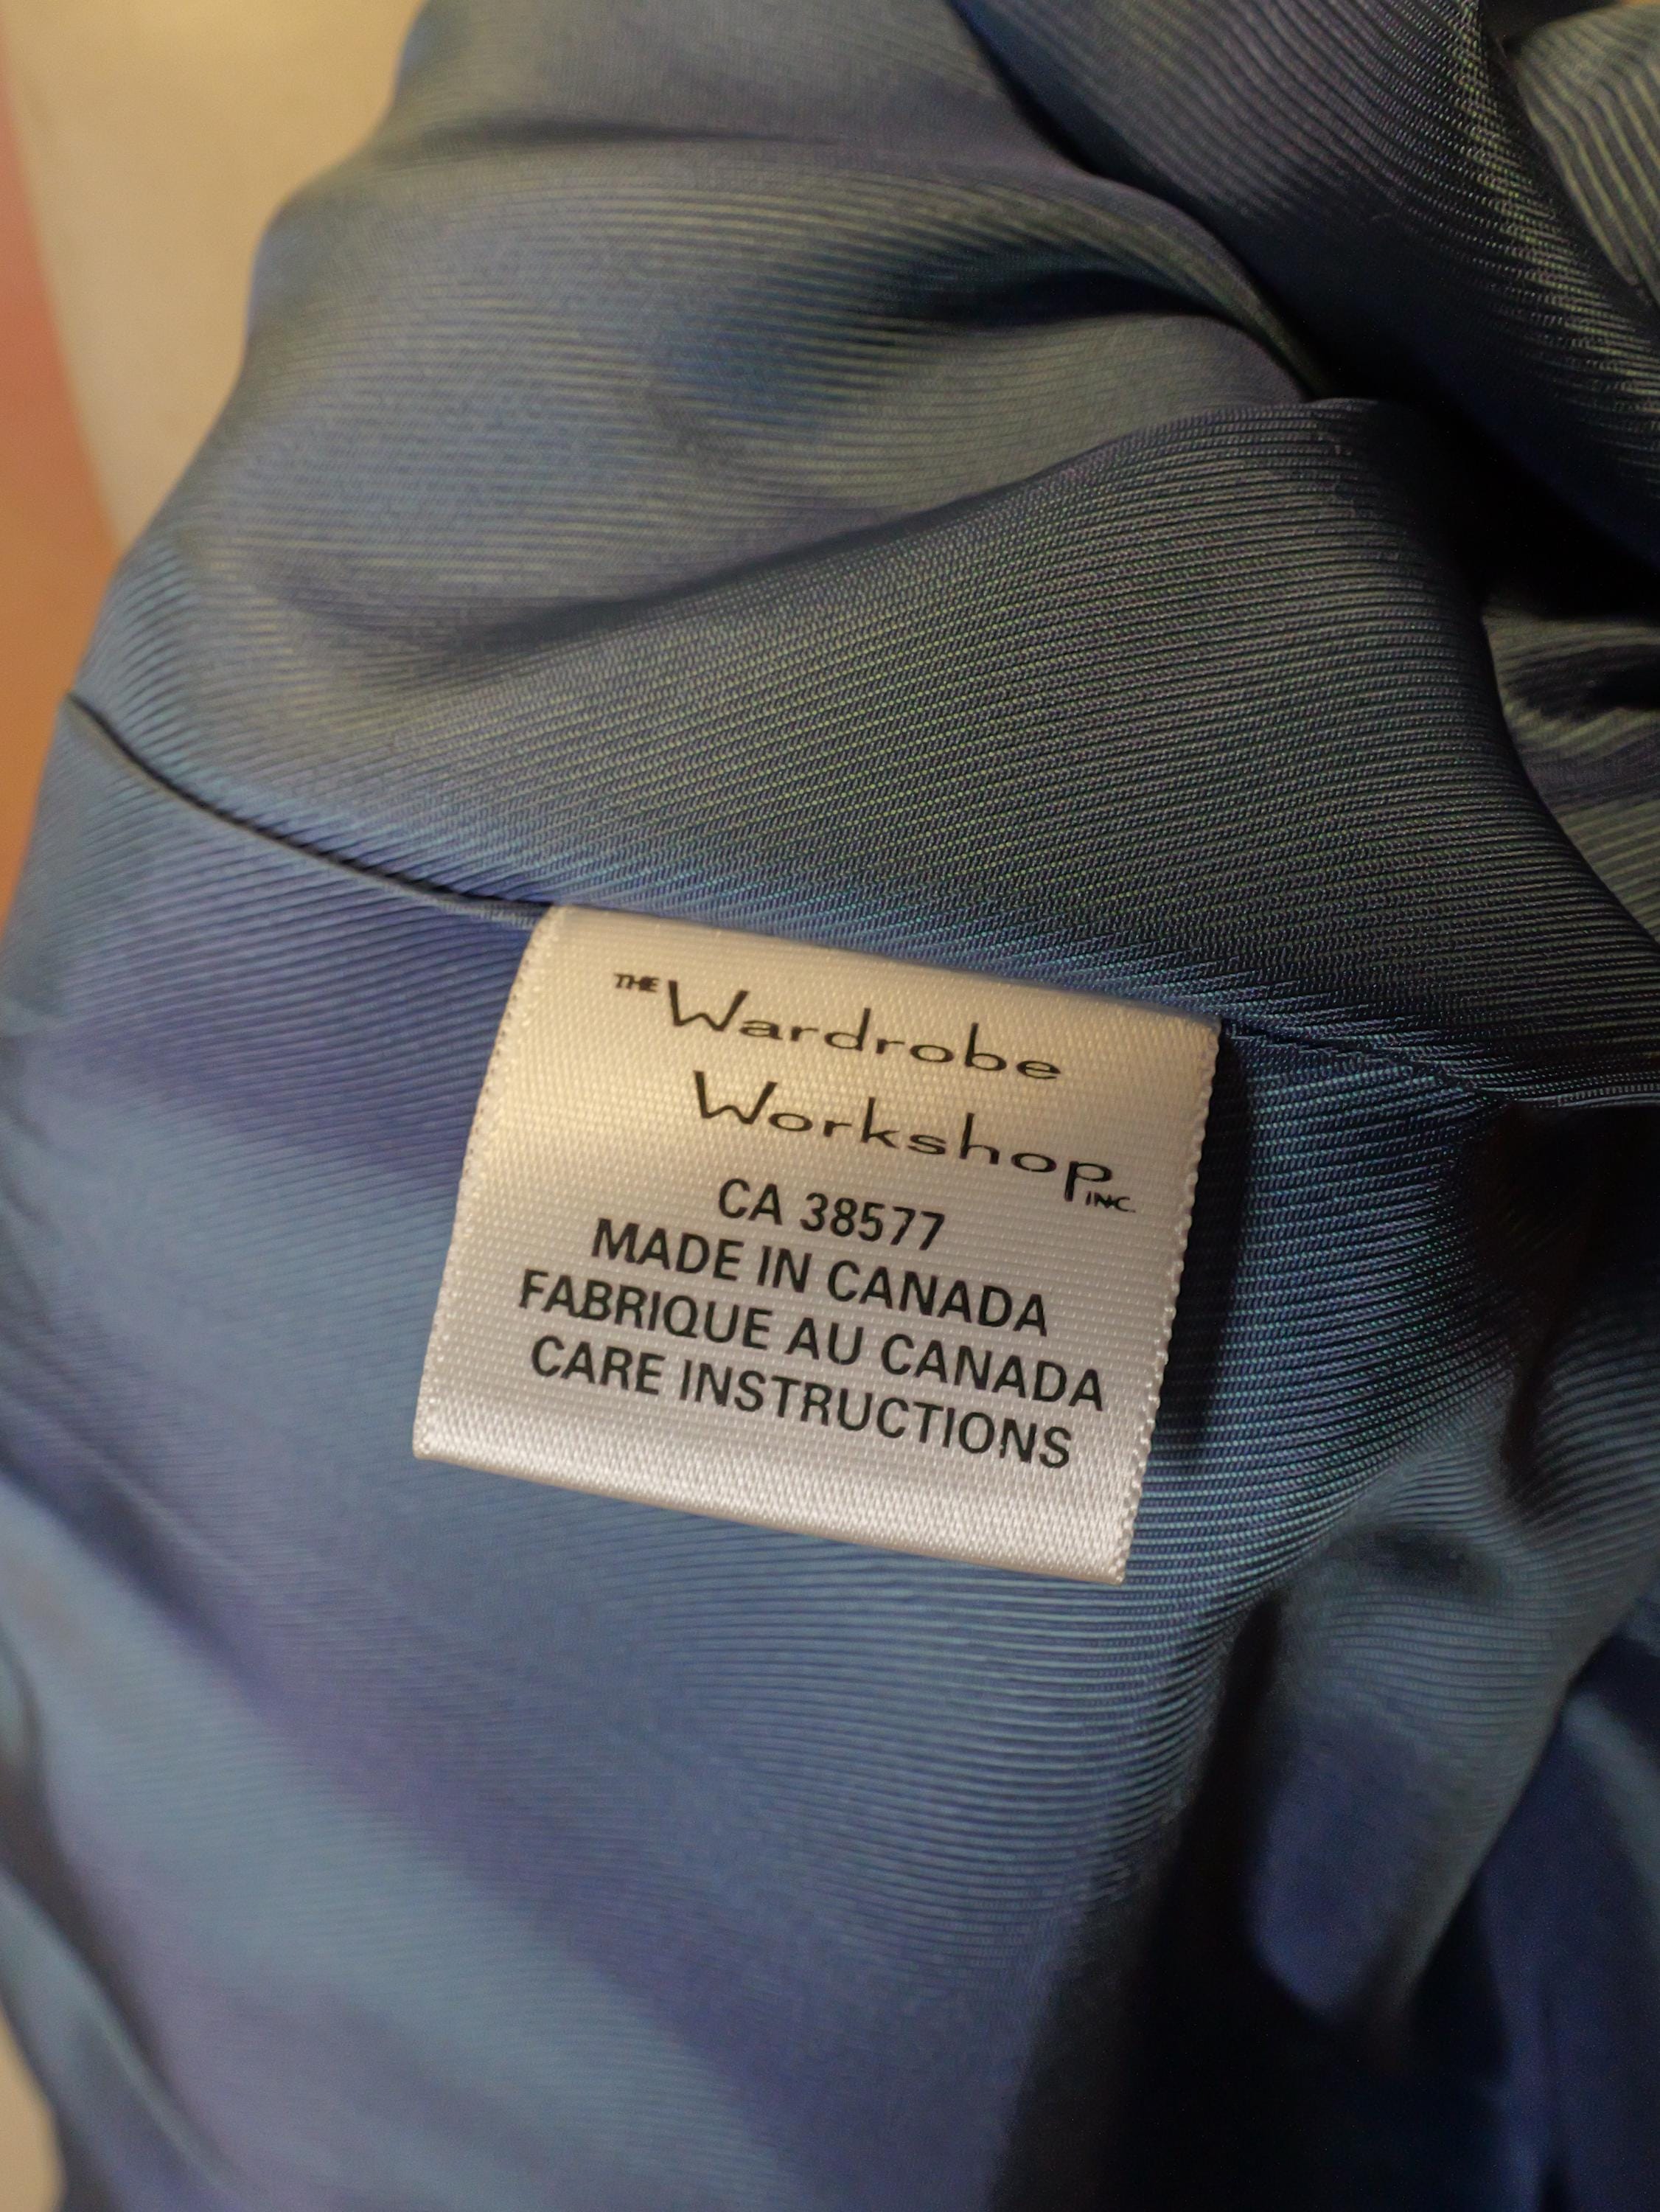 THE Wardrobe
Workshop INC.
CA 38577
MADE IN CANADA
FABRIQUE AU CANADA
CARE INSTRUCTIONS